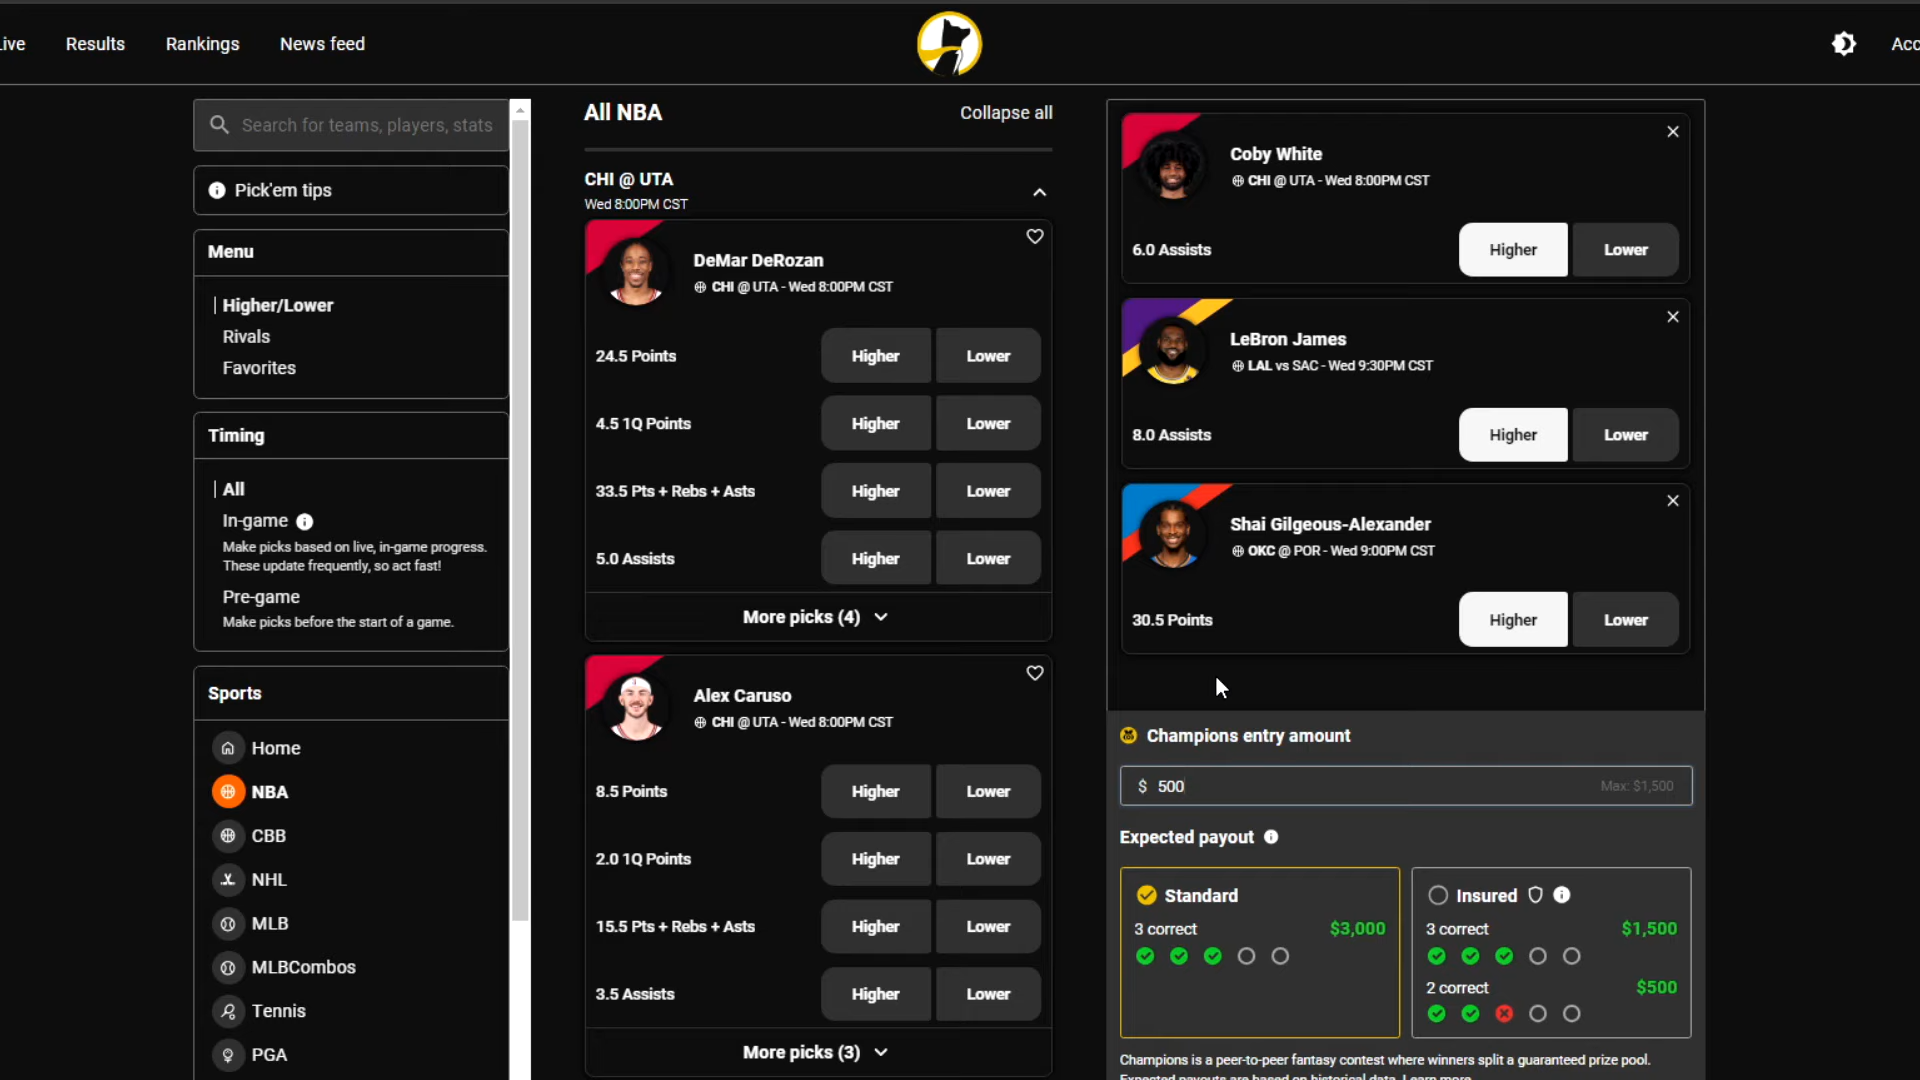 ive
Results
Rankings
News feed
Acc
Search for teams, players, stats
Pick'em tips
Menu
Higher/Lower
Rivals
Favorites
Timing
All
In-game
Make picks based on live, in-game progress.
These update frequently, so act fast!
Pre-game
Make picks before the start of a game.
Sports
Home
NBA
CBB
NHL
MLB
MLBCombos
Tennis
PGA
All NBA
Collapse all
CHI @ UTA
Wed 8:00PM CST
DeMar DeRozan
CHI @ UTA - Wed 8:00PM CST
24.5 Points
Higher
Lower
4.5 1Q Points
Higher
Lower
33.5 Pts + Rebs + Asts
Higher
Lower
5.0 Assists
Higher
Lower
More picks (4)
Alex Caruso
CHI @ UTA - Wed 8:00PM CST
8.5 Points
Higher
Lower
2.0 1Q Points
Higher
Lower
15.5 Pts + Rebs + Asts
Higher
Lower
3.5 Assists
Higher
Lower
More picks (3)
Coby White
CHI @ UTA - Wed 8:00PM CST
6.0 Assists
Higher
Lower
LeBron James
LAL vs SAC - Wed 9:30PM CST
8.0 Assists
Higher
Lower
Shai Gilgeous-Alexander
OKC @ POR - Wed 9:00PM CST
30.5 Points
Higher
Lower
Champions entry amount
$ 500
Max: $1,500
Expected payout
Standard
3 correct
$3,000
Insured
3 correct
$1,500
2 correct
$500
Champions is a peer-to-peer fantasy contest where winners split a guaranteed prize pool.
Expected payouts are based on historical data. Learn more